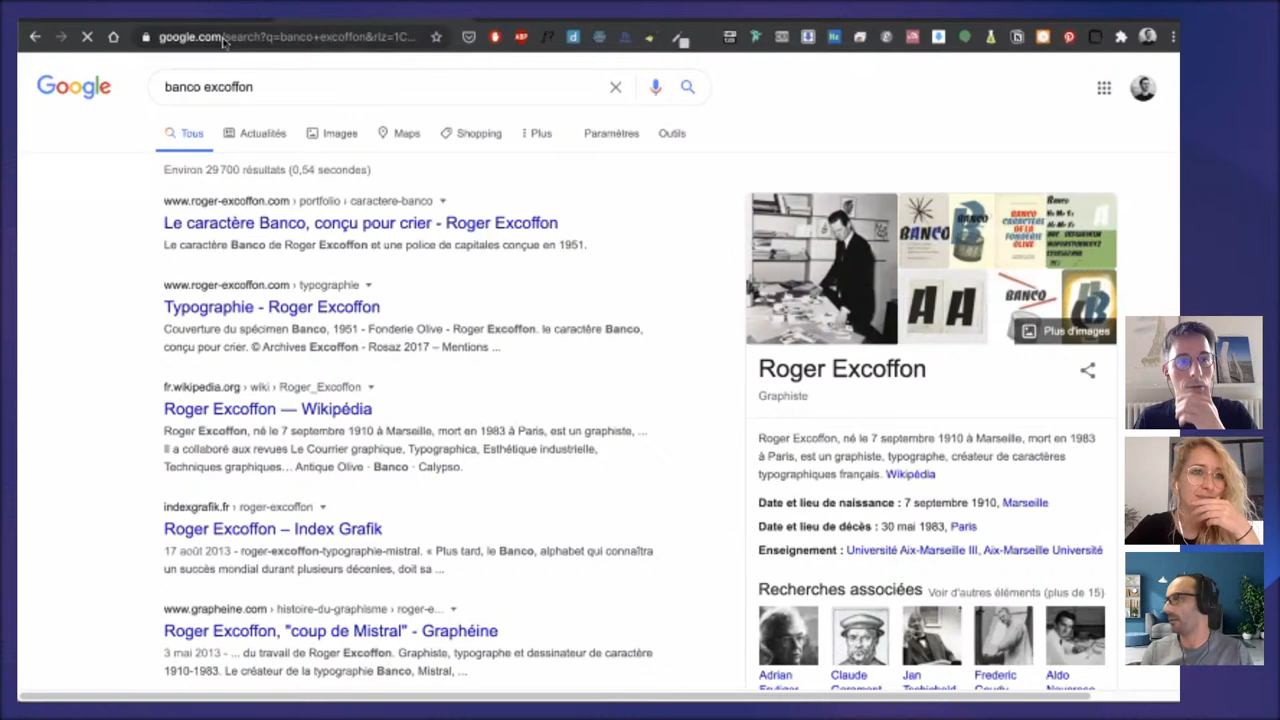 google.com/search?q=banco+excoffon&rlz=1C...
Google
banco excoffon
Tous
Actualités
Images
Maps
Shopping
Plus
Paramètres
Outils
Environ 29 700 résultats (0,54 secondes)
www.roger-excoffon.com › portfolio › caractere-banco
Le caractère Banco, conçu pour crier - Roger Excoffon
Le caractère Banco de Roger Excoffon et une police de capitales conçue en 1951.
www.roger-excoffon.com › typographie
Typographie - Roger Excoffon
Couverture du spécimen Banco, 1951 - Fonderie Olive - Roger Excoffon. le caractère Banco,
conçu pour crier. © Archives Excoffon - Rosaz 2017 – Mentions ...
fr.wikipedia.org › wiki › Roger_Excoffon
Roger Excoffon — Wikipédia
Roger Excoffon, né le 7 septembre 1910 à Marseille, mort en 1983 à Paris, est un graphiste, ...
Il a collaboré aux revues Le Courrier graphique, Typographica, Esthétique industrielle,
Techniques graphiques… Antique Olive · Banco · Calypso.
indexgrafik.fr › roger-excoffon
Roger Excoffon – Index Grafik
17 août 2013 - roger-excoffon-typographie-mistral. « Plus tard, le Banco, alphabet qui connaîtra
un succès mondial durant plusieurs décenies, doit sa ...
www.grapheine.com › histoire-du-graphisme › roger-e...
Roger Excoffon, "coup de Mistral" - Graphéine
3 mai 2013 - ... du travail de Roger Excoffon. Graphiste, typographe et dessinateur de caractère
1910-1983. Le créateur de la typographie Banco, Mistral, ...
BANCO
BANCO
BANCO
CARACTÈRE
DE LA
FONDERIE
OLIVE
BANCO
A A
BANCO
B
Plus d'images
Roger Excoffon
Graphiste
Roger Excoffon, né le 7 septembre 1910 à Marseille, mort en 1983
à Paris, est un graphiste, typographe, créateur de caractères
typographiques français. Wikipédia
Date et lieu de naissance : 7 septembre 1910, Marseille
Date et lieu de décès : 30 mai 1983, Paris
Enseignement : Université Aix-Marseille III, Aix-Marseille Université
Recherches associées
Voir d'autres éléments (plus de 15)
Adrian
Frutiger
Claude
Garamont
Jan
Tschichold
Frederic
Goudy
Aldo
Novarese